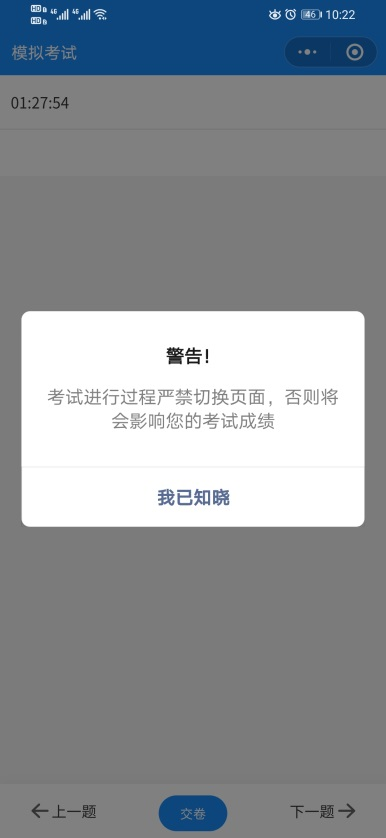 46 10:22
模拟考试
01:27:54
警告!
考试进行过程严禁切换页面，否则将
会影响您的考试成绩
我已知晓
上一题 交卷 下一题